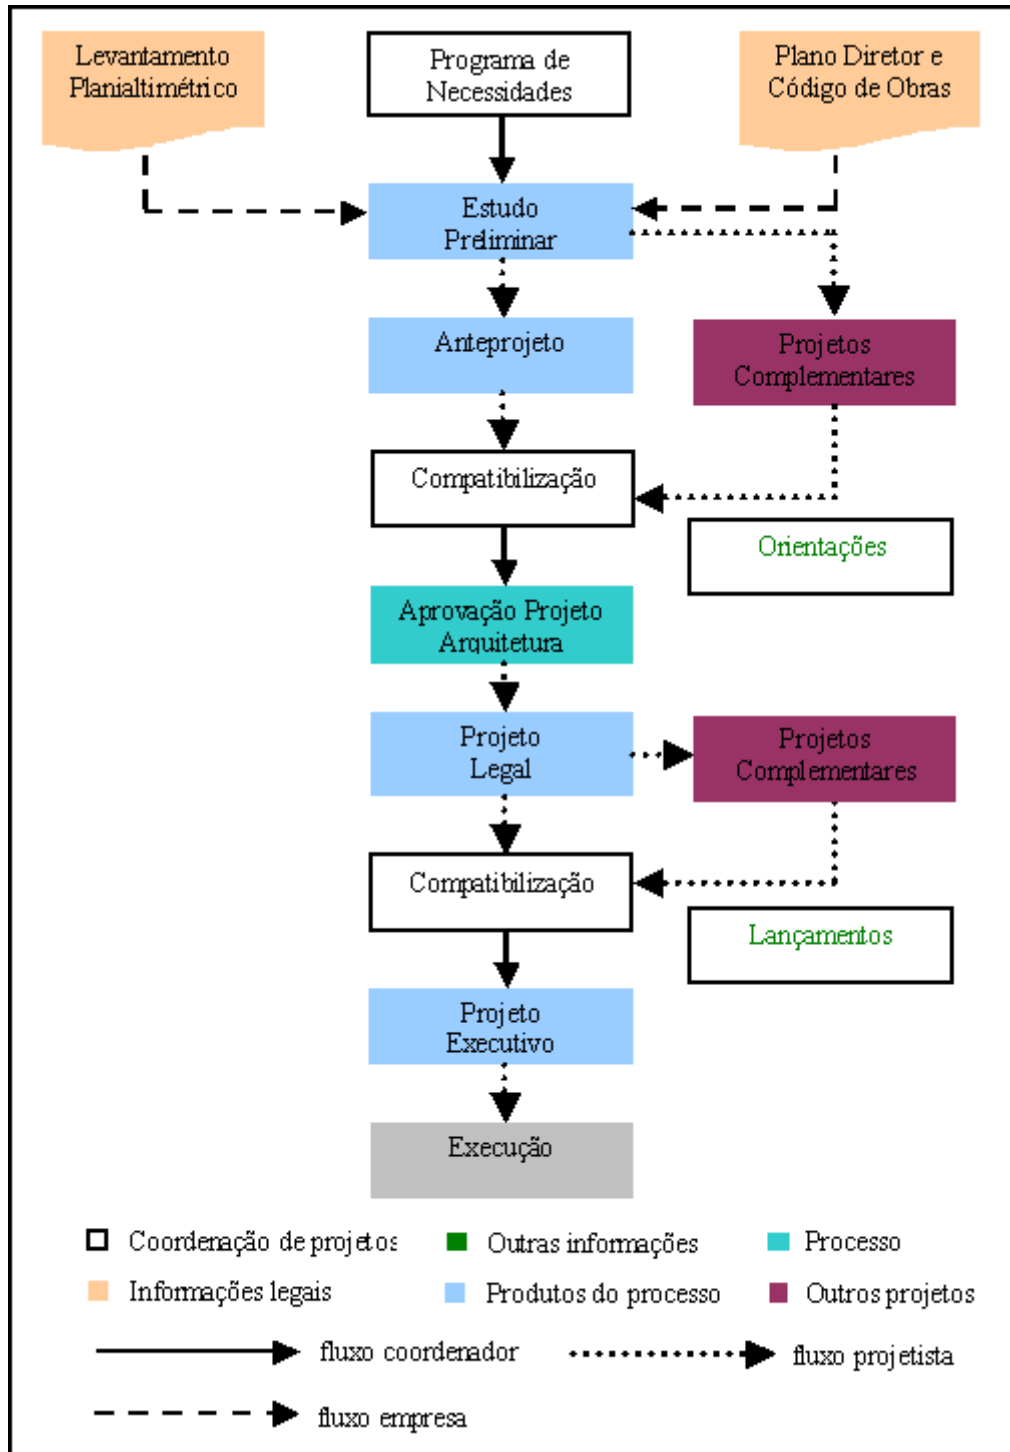 Levantamento
Planialtimétrico
Programa de
Necessidades
Plano Diretor e
Código de Obras
Estudo
Preliminar
Anteprojeto
Projetos
Complementares
Compatibilização
Orientações
Aprovação Projeto
Arquitetura
Projeto
Legal
Projetos
Complementares
Compatibilização
Lançamentos
Projeto
Executivo
Execução
Coordenação de projetos
Outras informações
Processo
Informações legais
Produtos do processo
Outros projetos
fluxo coordenador
fluxo projetista
fluxo empresa